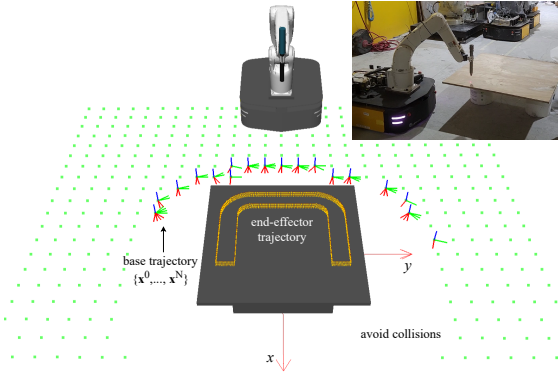 end-effector
trajectory
base trajectory
{x⁰,..., xᴺ}
y
avoid collisions
x